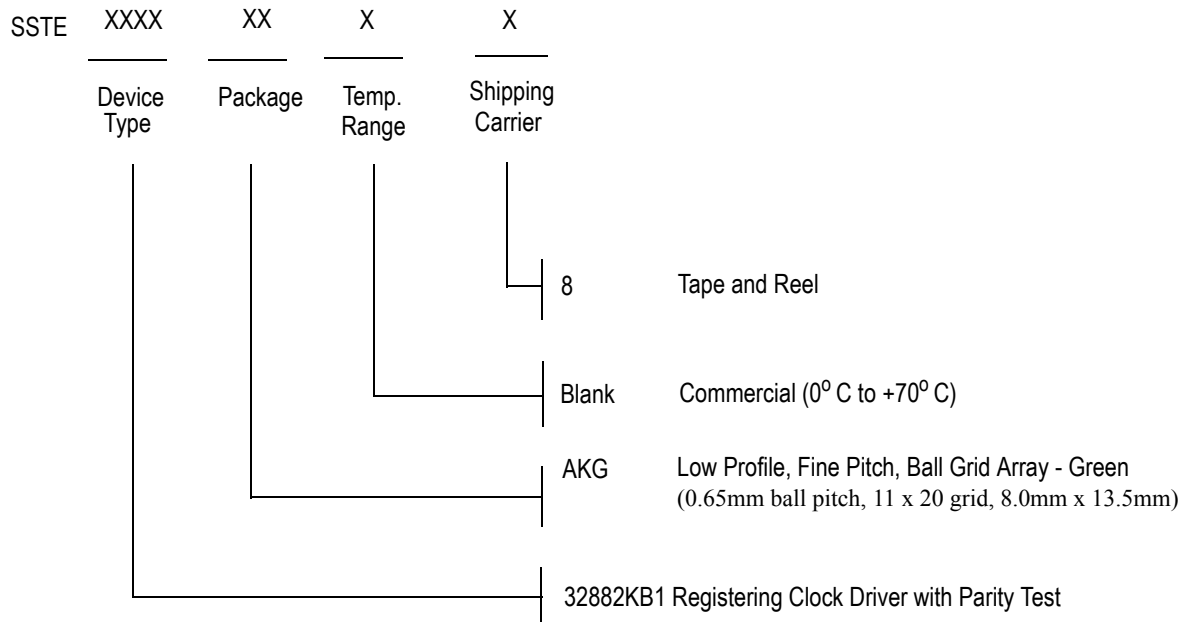 SSTE XXXX XX X X
Device Type
Package
Temp. Range
Shipping Carrier
8 Tape and Reel
Blank Commercial (0º C to +70º C)
AKG Low Profile, Fine Pitch, Ball Grid Array - Green
(0.65mm ball pitch, 11 x 20 grid, 8.0mm x 13.5mm)
32882KB1 Registering Clock Driver with Parity Test